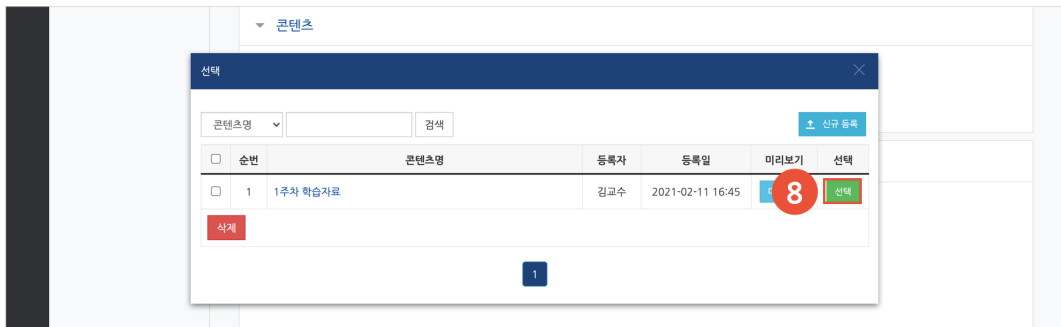 콘텐츠
선택
콘텐츠명
검색
신규 등록
순번 콘텐츠명 등록자 등록일 미리보기 선택
1 1주차 학습자료 김교수 2021-02-11 16:45 8 선택
삭제
1